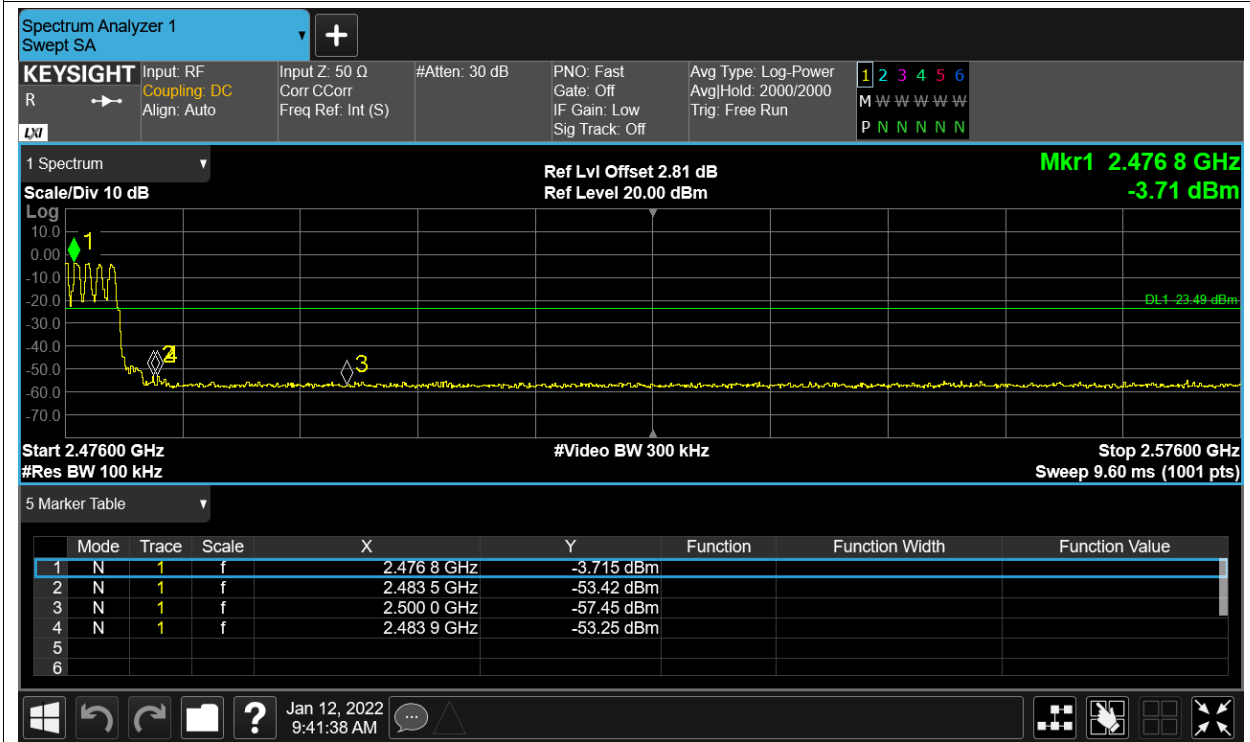 Spectrum Analyzer 1
Swept SA
KEYSIGHT Input: RF Input Z: 50 Ω #Atten: 30 dB PNO: Fast Avg Type: Log-Power 1 2 3 4 5 6
R Coupling: DC Corr CCorr Gate: Off Avg|Hold: 2000/2000 M W W W W W
Align: Auto Freq Ref: Int (S) IF Gain: Low Trig: Free Run
LXI Sig Track: Off P N N N N N
1 Spectrum Ref Lvl Offset 2.81 dB Mkr1 2.476 8 GHz
Scale/Div 10 dB Ref Level 20.00 dBm -3.71 dBm
Log
10.0
1
0.00
-10.0
-20.0
DL1 -23.49 dBm
-30.0
-40.0
2 4
3
-50.0
-60.0
-70.0
Start 2.47600 GHz #Video BW 300 kHz Stop 2.57600 GHz
#Res BW 100 kHz Sweep 9.60 ms (1001 pts)
5 Marker Table
Mode Trace Scale X Y Function Function Width Function Value
1 N 1 f 2.476 8 GHz -3.715 dBm
2 N 1 f 2.483 5 GHz -53.42 dBm
3 N 1 f 2.500 0 GHz -57.45 dBm
4 N 1 f 2.483 9 GHz -53.25 dBm
5
6
? Jan 12, 2022
9:41:38 AM